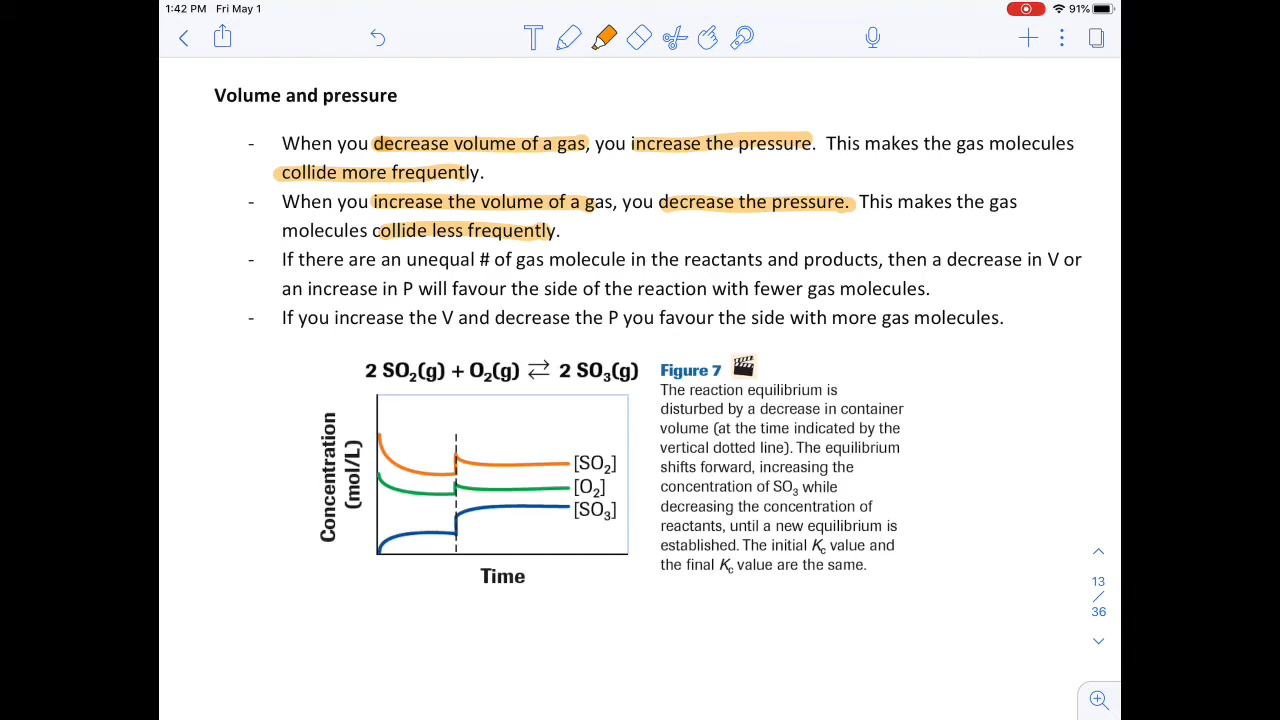 1:42 PM Fri May 1
91%
Volume and pressure
- When you decrease volume of a gas, you increase the pressure. This makes the gas molecules
collide more frequently.
- When you increase the volume of a gas, you decrease the pressure. This makes the gas
molecules collide less frequently.
- If there are an unequal # of gas molecule in the reactants and products, then a decrease in V or
an increase in P will favour the side of the reaction with fewer gas molecules.
- If you increase the V and decrease the P you favour the side with more gas molecules.
2 SO₂(g) + O₂(g) ⇄ 2 SO₃(g)
Concentration
(mol/L)
[SO₂]
[O₂]
[SO₃]
Time
Figure 7
The reaction equilibrium is
disturbed by a decrease in container
volume (at the time indicated by the
vertical dotted line). The equilibrium
shifts forward, increasing the
concentration of SO₃ while
decreasing the concentration of
reactants, until a new equilibrium is
established. The initial K꜀ value and
the final K꜀ value are the same.
13
/
36